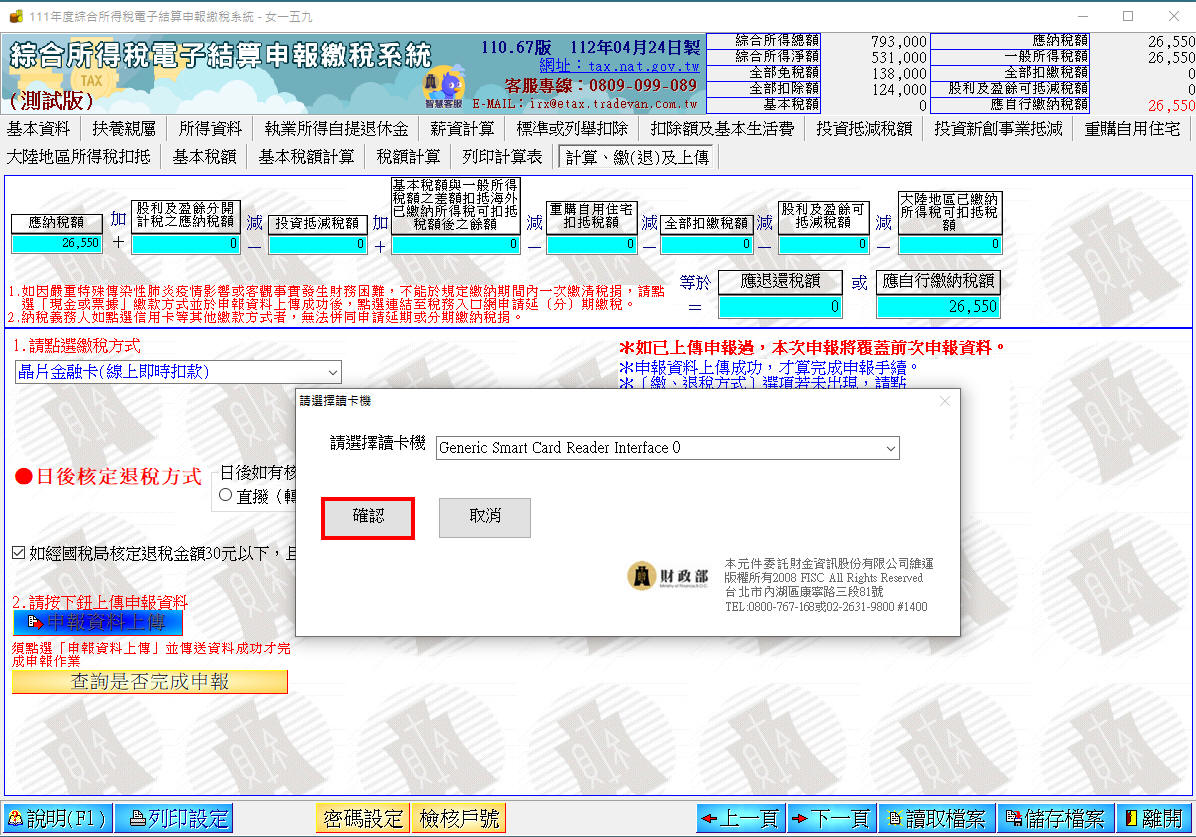 111年度綜合所得稅電子結算申報繳稅系統 - 女一五九
綜合所得稅電子結算申報繳稅系統
TAX
(測試版)
110.67版 112年04月24日製
網址：tax.nat.gov.tw
客服專線：0809-099-089
E-MAIL：irx@etax.tradevan.com.tw
智慧客服
綜合所得總額 793,000 應納稅額 26,550
綜合所得淨額 531,000 一般所得稅額 26,550
全部免稅額 138,000 全部扣繳稅額 0
全部扣除額 124,000 股利及盈餘可抵減稅額 0
基本稅額 0 應自行繳納稅額 26,550
基本資料 扶養親屬 所得資料 執業所得自提退休金 薪資計算 標準或列舉扣除 扣除額及基本生活費 投資抵減稅額 投資新創事業抵減 重購自用住宅
大陸地區所得稅扣抵 基本稅額 基本稅額計算 稅額計算 列印計算表 計算、繳(退)及上傳
應納稅額
26,550
加
＋
股利及盈餘分開
計稅之應納稅額
0
減
－
投資抵減稅額
0
加
＋
基本稅額與一般所得
稅額之差額扣抵海外
已繳納所得稅可扣抵
稅額後之餘額
0
減
－
重購自用住宅
扣抵稅額
0
減
－
全部扣繳稅額
0
減
－
股利及盈餘可
抵減稅額
0
減
－
大陸地區已繳納
所得稅可扣抵稅
額
0
等於
＝
應退還稅額
0
或
應自行繳納稅額
26,550
1.如因嚴重特殊傳染性肺炎疫情影響或客觀事實發生財務困難，不能於規定繳納期間內一次繳清稅捐，請點
選「現金或票據」繳款方式並於申報資料上傳成功後，點選連結至稅務入口網申請延（分）期繳稅。
2.納稅義務人如點選信用卡等其他繳款方式者，無法併同申請延期或分期繳納稅捐。
1.請點選繳稅方式
晶片金融卡(線上即時扣款)
＊如已上傳申報過，本次申報將覆蓋前次申報資料。
＊申報資料上傳成功，才算完成申報手續。
＊〔繳、退稅方式〕選項若未出現，請點
請選擇讀卡機
請選擇讀卡機
Generic Smart Card Reader Interface 0
確認
取消
財政部
本元件委託財金資訊股份有限公司維運
版權所有2008 FISC All Rights Reserved
台北市內湖區康寧路三段81號
TEL:0800-767-168或02-2631-9800 #1400
●日後核定退稅方式
日後如有核
直撥（轉
如經國稅局核定退稅金額30元以下，且
2.請按下鈕上傳申報資料
申報資料上傳
須點選「申報資料上傳」並傳送資料成功才完
成申報作業
查詢是否完成申報
說明(F1) 列印設定 密碼設定 檢核戶號 上一頁 下一頁 讀取檔案 儲存檔案 離開